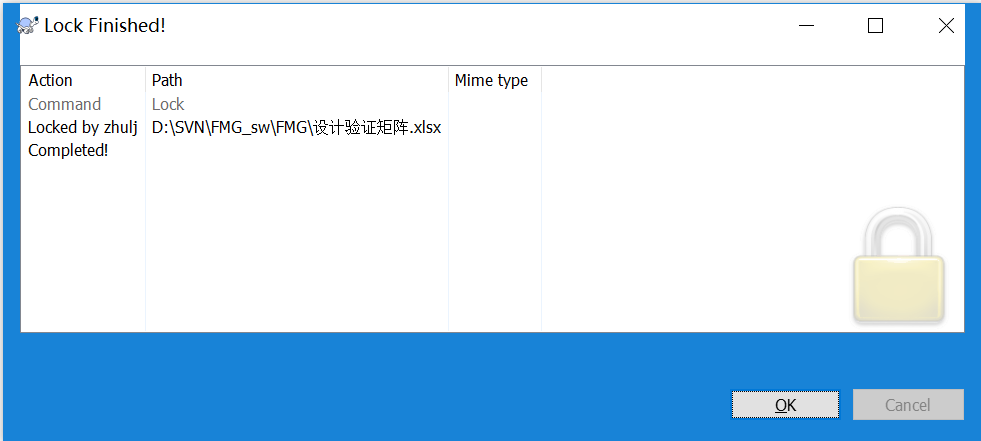 Lock Finished!
Action Path Mime type
Command Lock
Locked by zhulj D:\SVN\FMG_sw\FMG\设计验证矩阵.xlsx
Completed!
OK Cancel